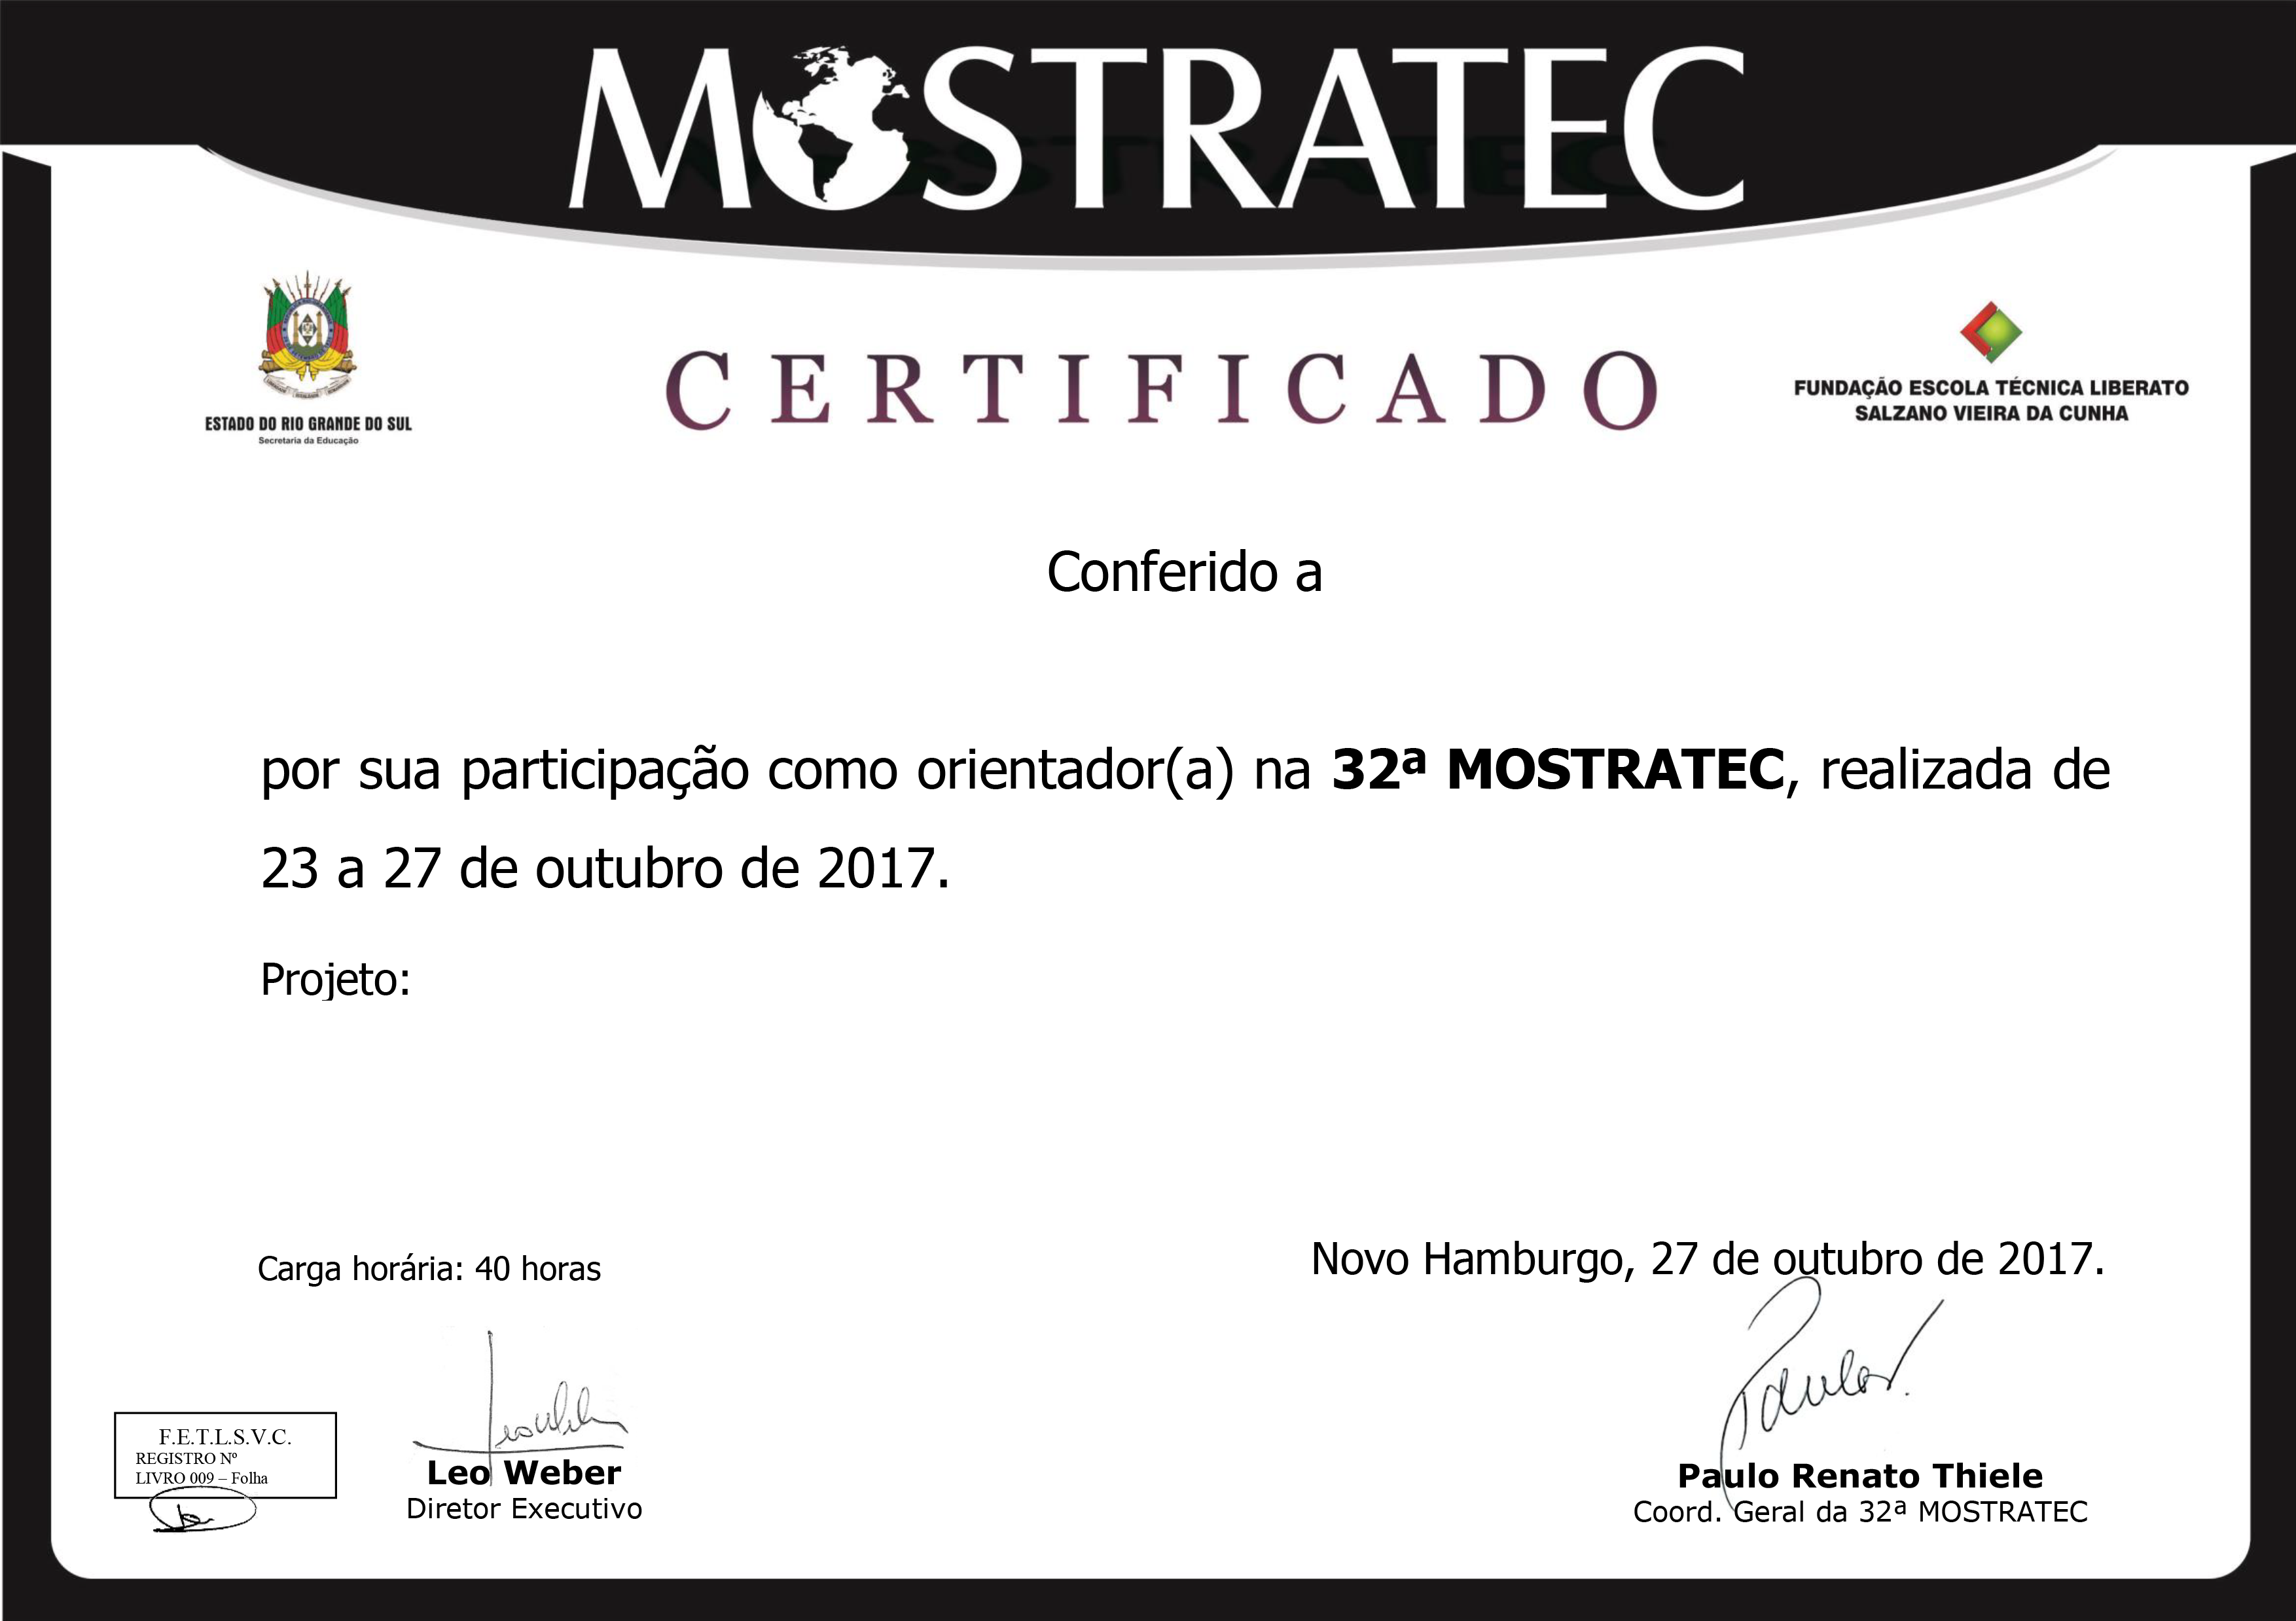 MOSTRATEC
CERTIFICADO
ESTADO DO RIO GRANDE DO SUL
Secretaria da Educação
FUNDAÇÃO ESCOLA TÉCNICA LIBERATO
SALZANO VIEIRA DA CUNHA
Conferido a
por sua participação como orientador(a) na 32ª MOSTRATEC, realizada de
23 a 27 de outubro de 2017.
Projeto:
Carga horária: 40 horas
Novo Hamburgo, 27 de outubro de 2017.
F.E.T.L.S.V.C.
REGISTRO Nº
LIVRO 009 – Folha
Leo Weber
Diretor Executivo
Paulo Renato Thiele
Coord. Geral da 32ª MOSTRATEC